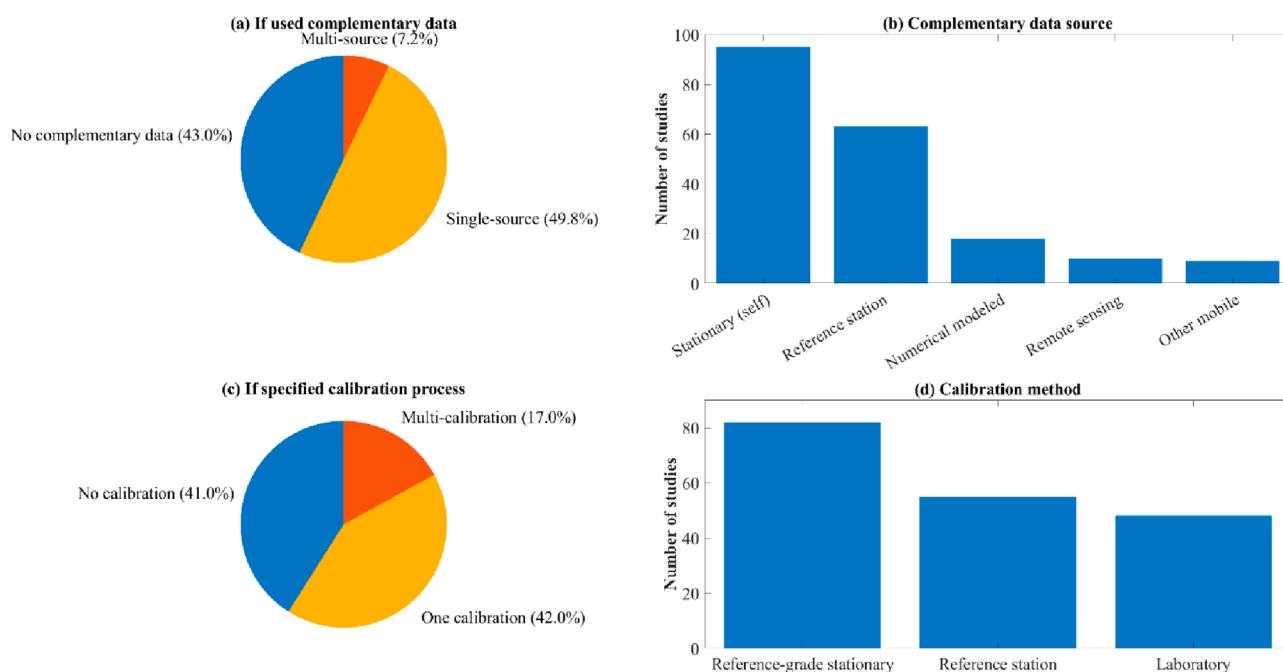 (a) If used complementary data
Multi-source (7.2%)
No complementary data (43.0%)
Single-source (49.8%)
(b) Complementary data source
Number of studies
100
80
60
40
20
0
Stationary (self)
Reference station
Numerical modeled
Remote sensing
Other mobile
(c) If specified calibration process
Multi-calibration (17.0%)
No calibration (41.0%)
One calibration (42.0%)
(d) Calibration method
Number of studies
80
60
40
20
0
Reference-grade stationary
Reference station
Laboratory